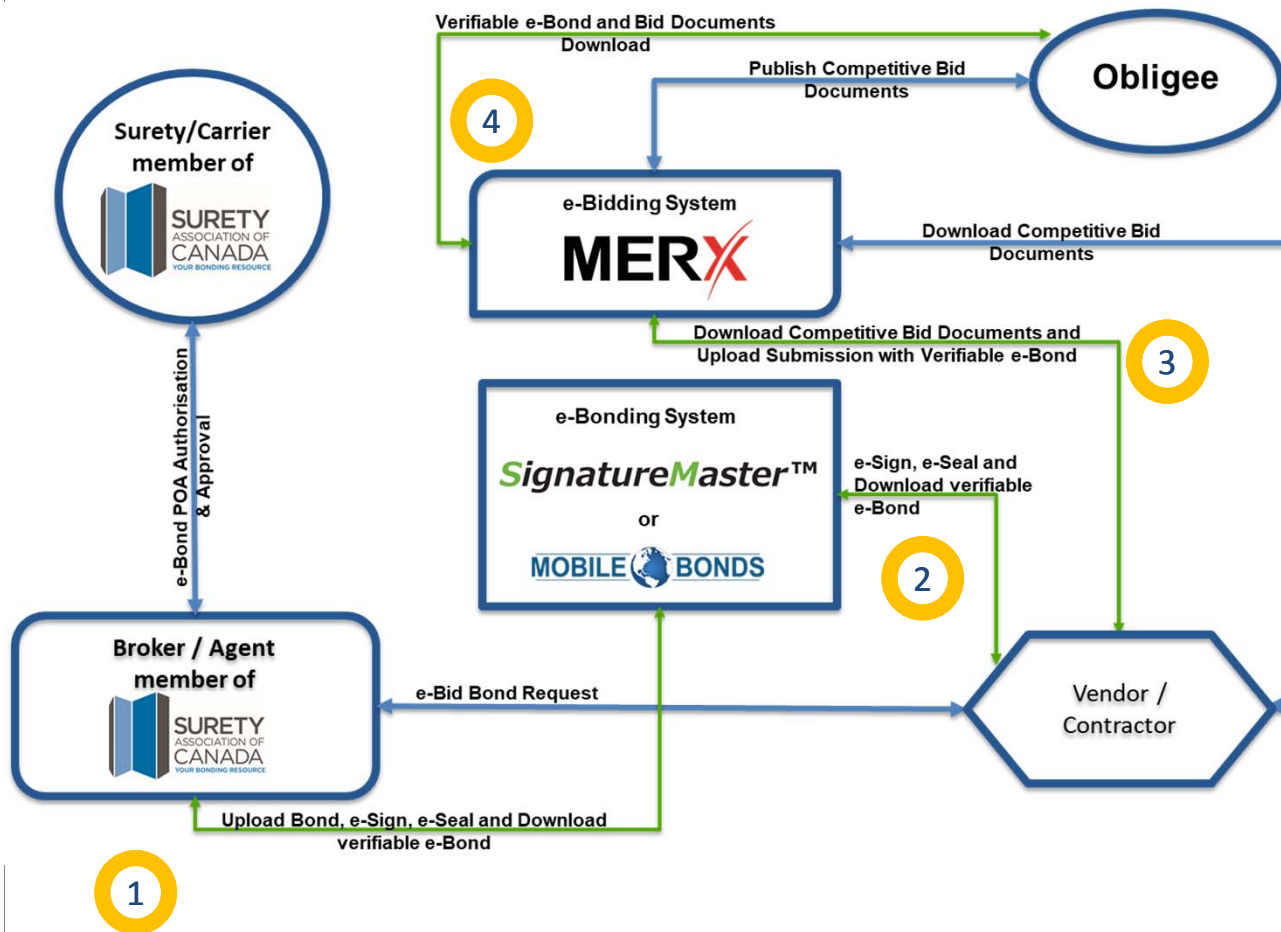 Verifiable e-Bond and Bid Documents
Download
Publish Competitive Bid
Documents
Obligee
4
Surety/Carrier
member of
SURETY
ASSOCIATION OF
CANADA
YOUR BONDING RESOURCE
e-Bidding System
MERX
Download Competitive Bid
Documents
Download Competitive Bid Documents and
Upload Submission with Verifiable e-Bond
3
e-Bond POA Authorisation
& Approval
e-Bonding System
SignatureMaster™
or
MOBILE BONDS
e-Sign, e-Seal and
Download verifiable
e-Bond
2
Broker / Agent
member of
SURETY
ASSOCIATION OF
CANADA
YOUR BONDING RESOURCE
e-Bid Bond Request
Vendor /
Contractor
Upload Bond, e-Sign, e-Seal and Download
verifiable e-Bond
1